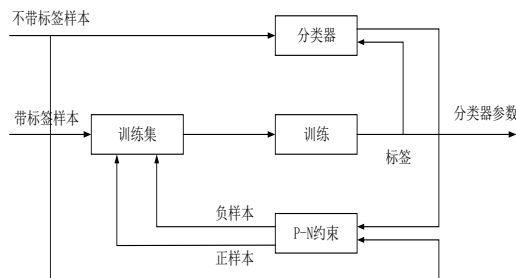 不带标签样本
分类器
带标签样本
训练集
训练
分类器参数
标签
负样本
P-N约束
正样本